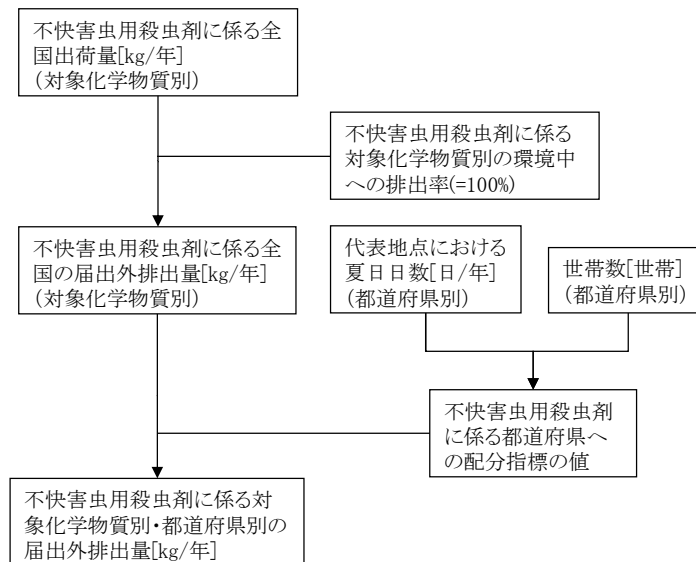 不快害虫用殺虫剤に係る全
国出荷量[kg/年]
(対象化学物質別)
不快害虫用殺虫剤に係る
対象化学物質別の環境中
への排出率(=100%)
不快害虫用殺虫剤に係る全
国の届出外排出量[kg/年]
(対象化学物質別)
代表地点における
夏日日数[日/年]
(都道府県別)
世帯数[世帯]
(都道府県別)
不快害虫用殺虫剤
に係る都道府県へ
の配分指標の値
不快害虫用殺虫剤に係る対
象化学物質別・都道府県別の
届出外排出量[kg/年]